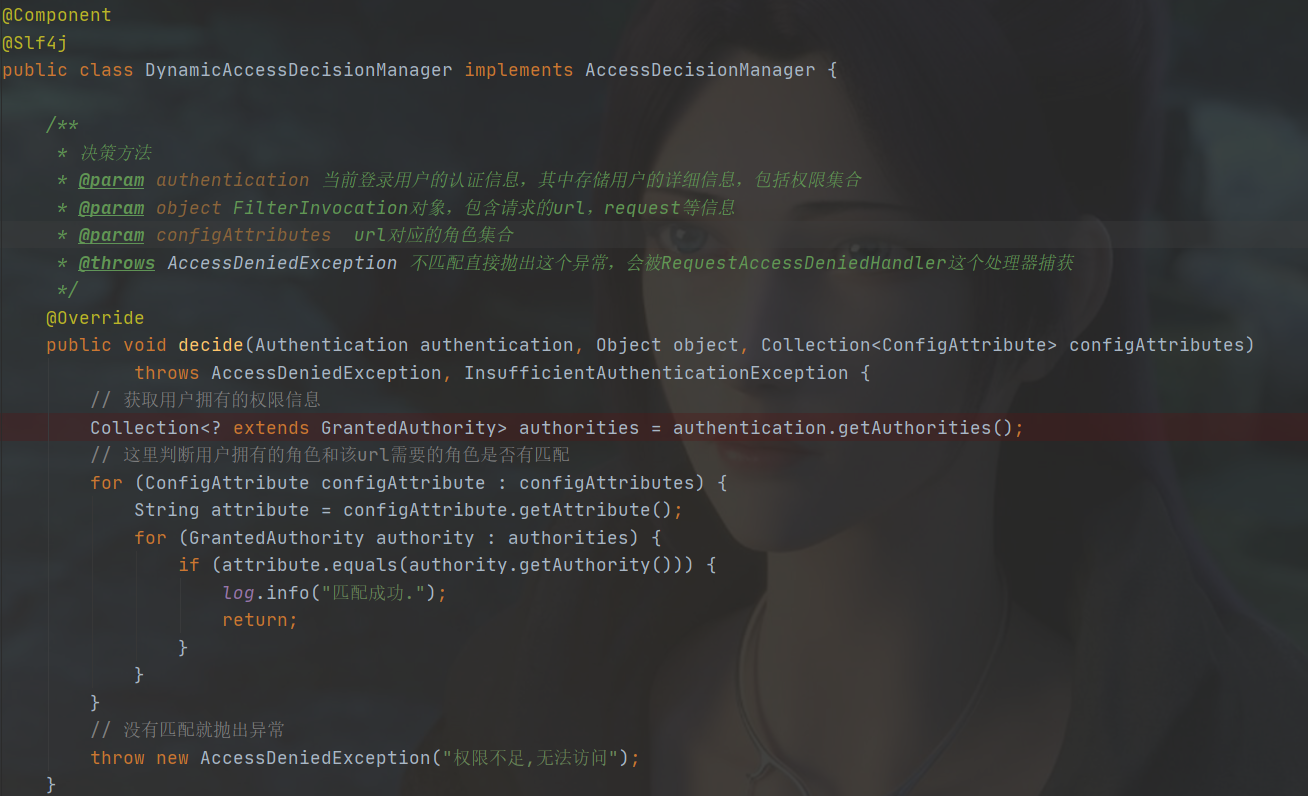 @Component
@Slf4j
public class DynamicAccessDecisionManager implements AccessDecisionManager {
/**
* 决策方法
* @param authentication 当前登录用户的认证信息，其中存储用户的详细信息，包括权限集合
* @param object FilterInvocation对象，包含请求的url，request等信息
* @param configAttributes  url对应的角色集合
* @throws AccessDeniedException 不匹配直接抛出这个异常，会被RequestAccessDeniedHandler这个处理器捕获
*/
@Override
public void decide(Authentication authentication, Object object, Collection<ConfigAttribute> configAttributes)
throws AccessDeniedException, InsufficientAuthenticationException {
// 获取用户拥有的权限信息
Collection<? extends GrantedAuthority> authorities = authentication.getAuthorities();
// 这里判断用户拥有的角色和该url需要的角色是否有匹配
for (ConfigAttribute configAttribute : configAttributes) {
String attribute = configAttribute.getAttribute();
for (GrantedAuthority authority : authorities) {
if (attribute.equals(authority.getAuthority())) {
log.info("匹配成功.");
return;
}
}
}
// 没有匹配就抛出异常
throw new AccessDeniedException("权限不足,无法访问");
}